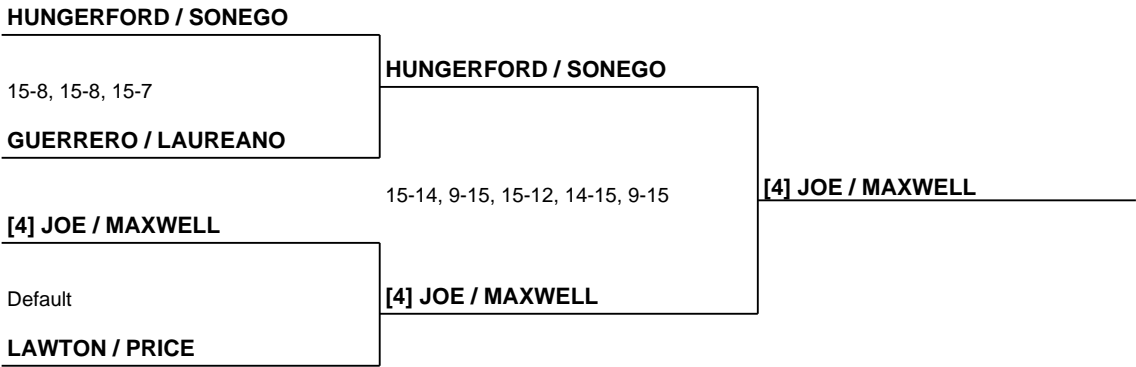 HUNGERFORD / SONEGO
15-8, 15-8, 15-7
GUERRERO / LAUREANO
HUNGERFORD / SONEGO
15-14, 9-15, 15-12, 14-15, 9-15
[4] JOE / MAXWELL
[4] JOE / MAXWELL
Default
LAWTON / PRICE
[4] JOE / MAXWELL